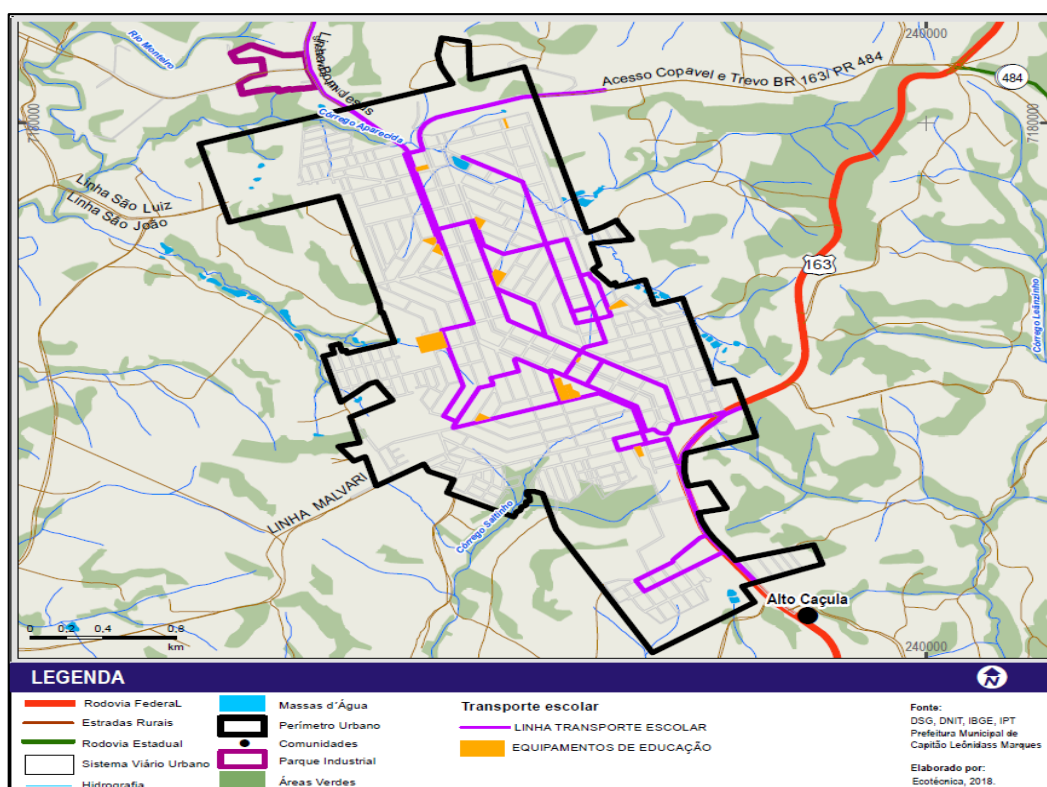 240000
Rio Monteiro
484
Acesso Copavel e Trevo BR 163/ PR 484
Córrego Aparecida
7180000
7180000
Linha São Luiz
Linha São João
163
Córrego Leãnzinho
LINHA MALVARI
Córrego Saltinho
Alto Caçula
0 0.2 0.4 0.8
km
240000
LEGENDA
N
Rodovia FederaL
Estradas Rurais
Rodovia Estadual
Sistema Viário Urbano
Hidrografia
Massas d´Água
Perímetro Urbano
Comunidades
Parque Industrial
Áreas Verdes
Transporte escolar
LINHA TRANSPORTE ESCOLAR
EQUIPAMENTOS DE EDUCAÇÃO
Fonte:
DSG, DNIT, IBGE, IPT
Prefeitura Municipal de
Capitão Leônidass Marques
Elaborado por:
Ecotécnica, 2018.